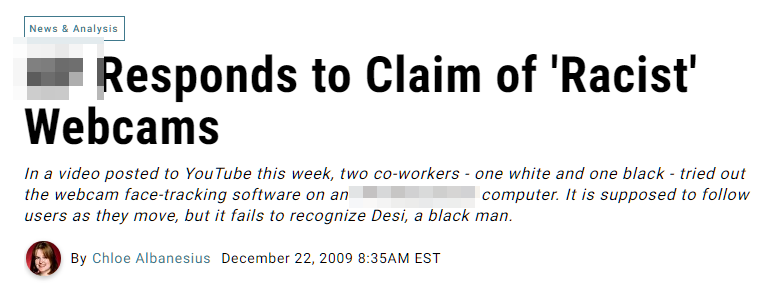 News & Analysis
Responds to Claim of 'Racist'
Webcams
In a video posted to YouTube this week, two co-workers - one white and one black - tried out
the webcam face-tracking software on an computer. It is supposed to follow
users as they move, but it fails to recognize Desi, a black man.
By Chloe Albanesius December 22, 2009 8:35AM EST